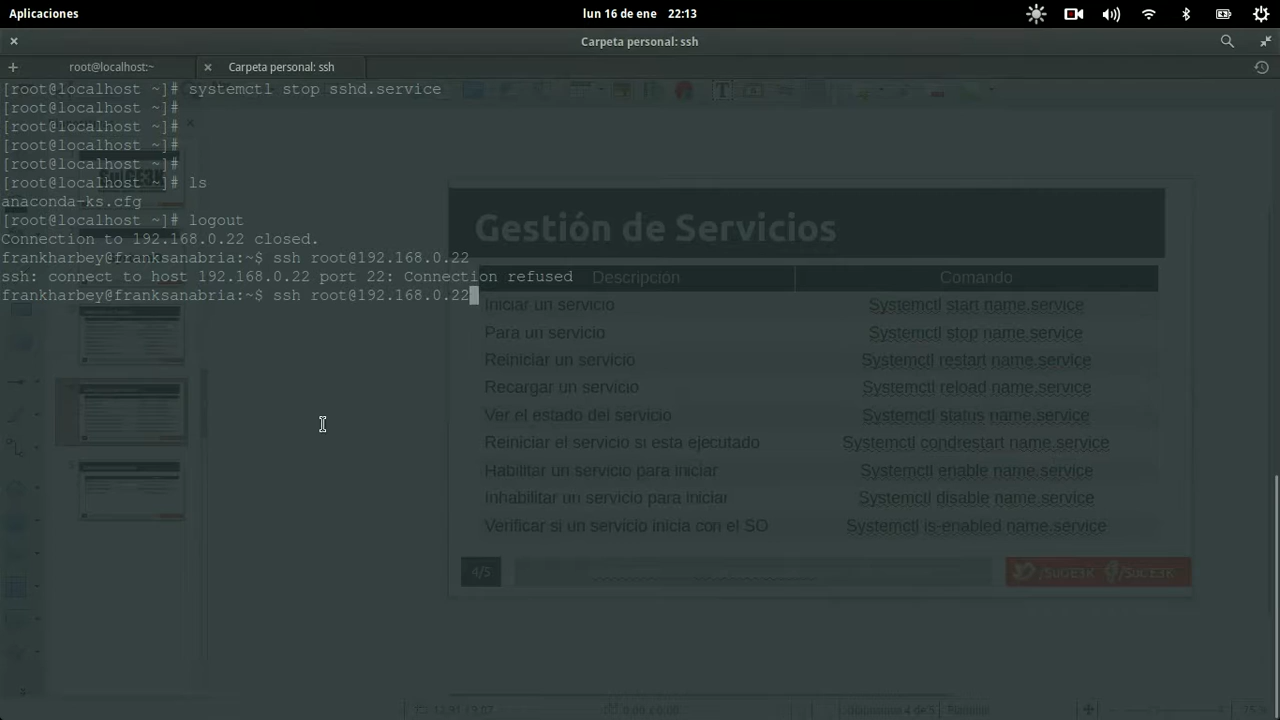 Aplicaciones
lun 16 de ene 22:13
Carpeta personal: ssh
root@localhost:~
Carpeta personal: ssh
[root@localhost ~]# systemctl stop sshd.service
[root@localhost ~]#
[root@localhost ~]#
[root@localhost ~]#
[root@localhost ~]#
[root@localhost ~]# ls
anaconda-ks.cfg
[root@localhost ~]# logout
Connection to 192.168.0.22 closed.
frankharbey@franksanabria:~$ ssh root@192.168.0.22
ssh: connect to host 192.168.0.22 port 22: Connection refused
frankharbey@franksanabria:~$ ssh root@192.168.0.22
Gestión de Servicios
Descripción Comando
Iniciar un servicio Systemctl start name.service
Para un servicio Systemctl stop name.service
Reiniciar un servicio Systemctl restart name.service
Recargar un servicio Systemctl reload name.service
Ver el estado del servicio Systemctl status name.service
Reiniciar el servicio si esta ejecutado Systemctl condrestart name.service
Habilitar un servicio para iniciar Systemctl enable name.service
Inhabilitar un servicio para iniciar Systemctl disable name.service
Verificar si un servicio inicia con el SO Systemctl is-enabled name.service
4/5
/SuGE3K /SuGE3K